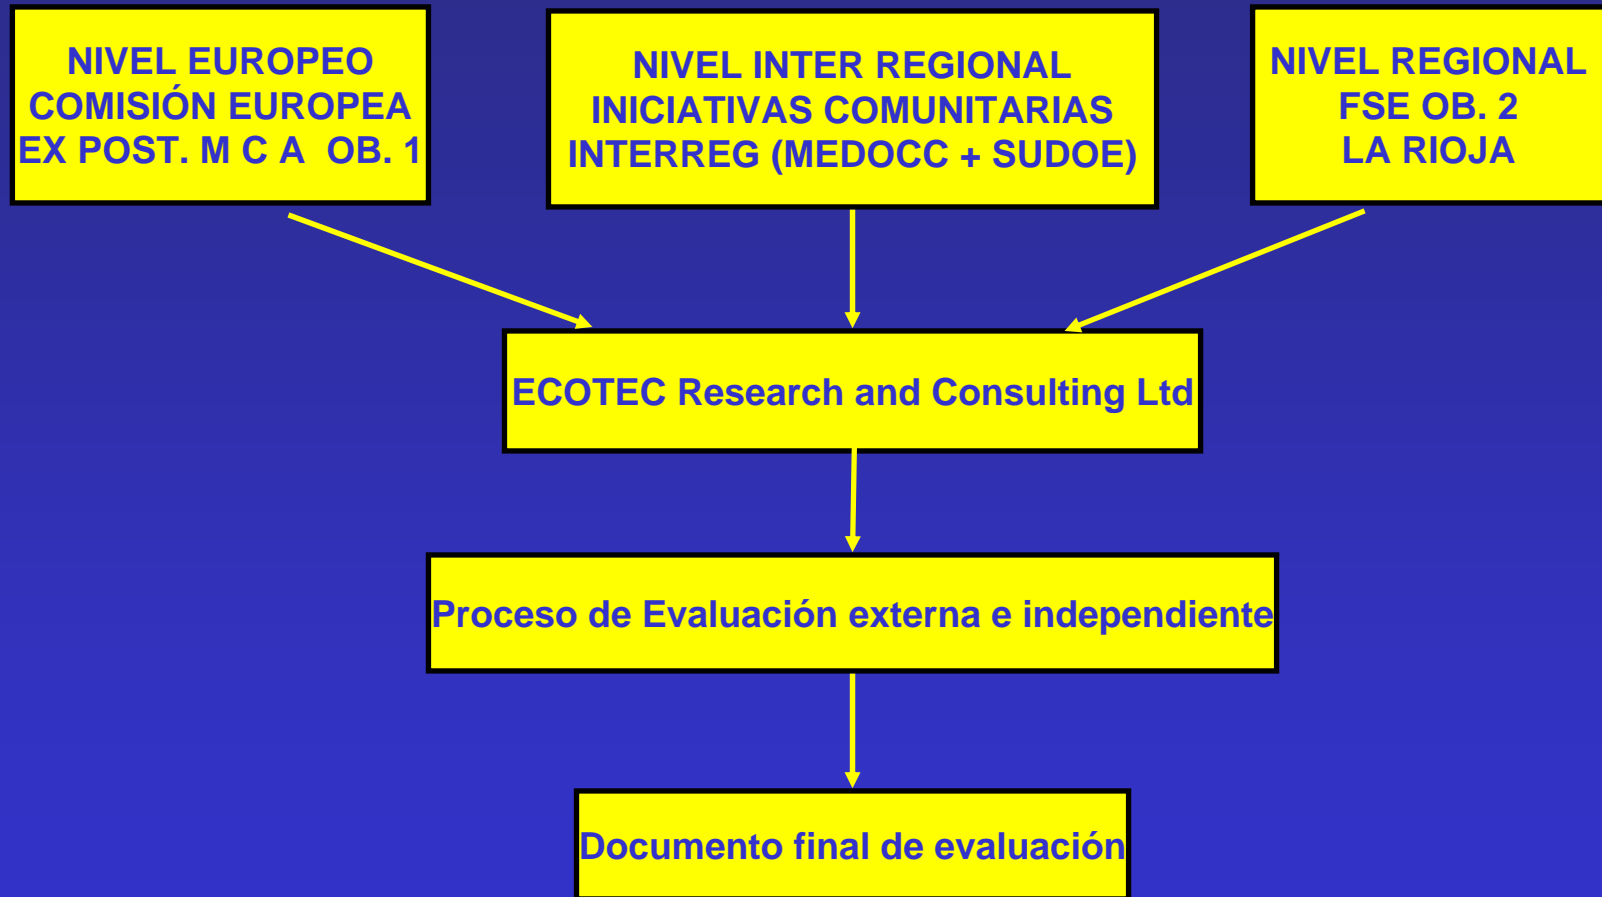 NIVEL EUROPEO
COMISIÓN EUROPEA
EX POST. M C A OB. 1
NIVEL INTER REGIONAL
INICIATIVAS COMUNITARIAS
INTERREG (MEDOCC + SUDOE)
NIVEL REGIONAL
FSE OB. 2
LA RIOJA
ECOTEC Research and Consulting Ltd
Proceso de Evaluación externa e independiente
Documento final de evaluación